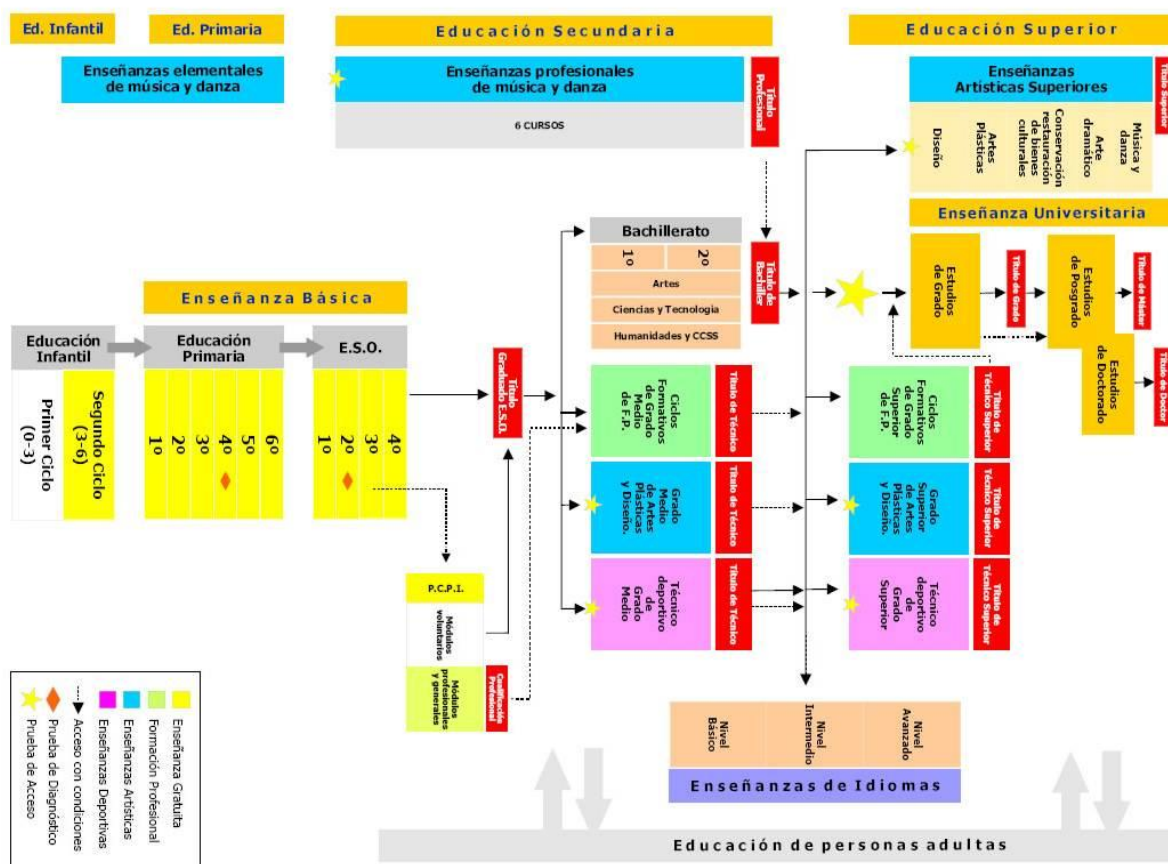 Ed. Infantil
Ed. Primaria
Educación Secundaria
Educación Superior
Enseñanzas elementales
de música y danza
Enseñanzas profesionales
de música y danza
6 CURSOS
Título
Profesional
Enseñanzas
Artísticas Superiores
Título Superior
Diseño
Artes
Plásticas
Conservación
restauración
de bienes
culturales
Arte
dramático
Música y
danza
Enseñanza Universitaria
Estudios
de Grado
Título de Grado
Estudios
de Posgrado
Título de Máster
Estudios
de Doctorado
Título de Doctor
Bachillerato
1º
2º
Artes
Ciencias y Tecnologia
Humanidades y CCSS
Título de
Bachiller
Enseñanza Básica
Educación
Infantil
Educación
Primaria
E.S.O.
Primer Ciclo
(0-3)
Segundo Ciclo
(3-6)
1º
2º
3º
4º
5º
6º
1º
2º
3º
4º
Título
Graduado E.S.O.
Ciclos
Formativos
de Grado
Medio
de F.P.
Título de Técnico
Ciclos
Formativos
de Grado
Superior
de F.P.
Título de
Técnico Superior
Grado
Medio
de Artes
Plásticas
y Diseño.
Título de Técnico
Grado
Superior
de Artes
Plásticas
y Diseño.
Título de
Técnico Superior
Técnico
deportivo
de
Grado
Medio
Título de Técnico
Técnico
deportivo
de
Grado
Superior
Título de
Técnico Superior
P.C.P.I.
Módulos
voluntarios
Módulos
profesionales
y generales
Cualificación
Profesional
Nivel
Básico
Nivel
Intermedio
Nivel
Avanzado
Enseñanzas de Idiomas
Educación de personas adultas
Enseñanza Gratuita
Formación Profesional
Enseñanzas Artísticas
Enseñanzas Deportivas
Acceso con
condiciones
Prueba de Diagnóstico
Prueba de Acceso